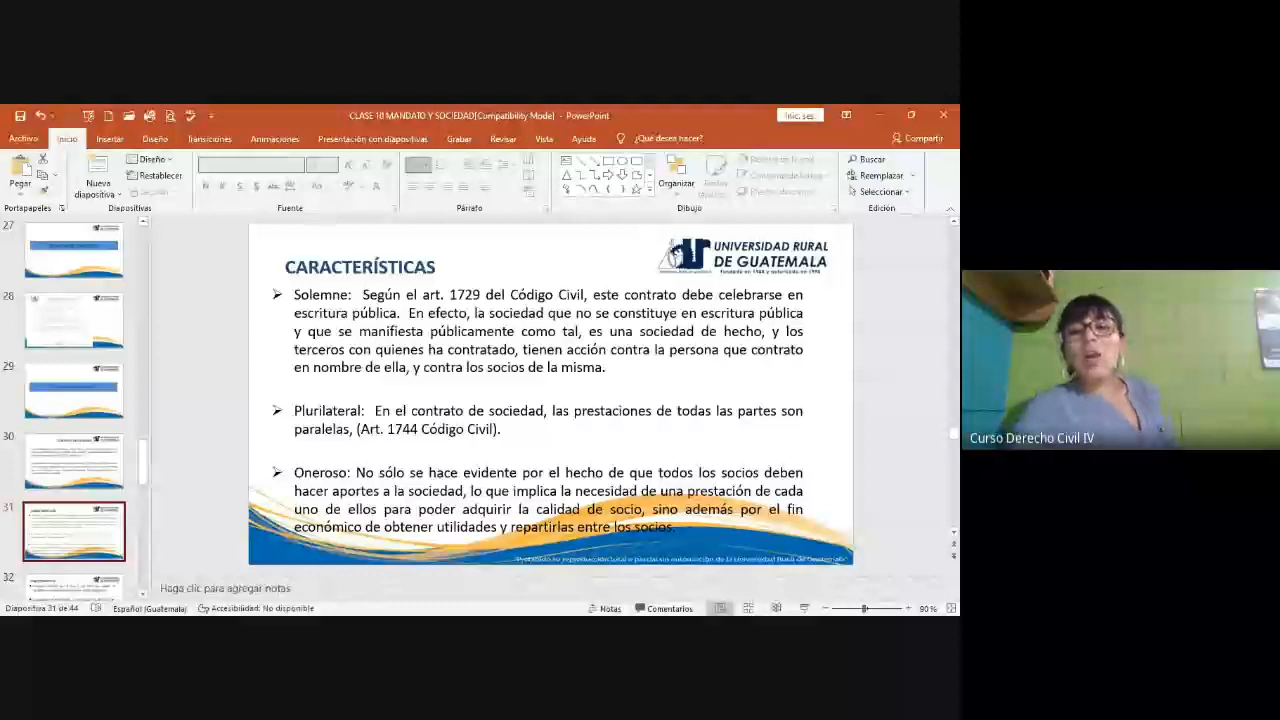 CLASE 10 MANDATO Y SOCIEDAD[Compatibility Mode] - PowerPoint
Inic. ses.
Archivo Inicio Insertar Diseño Transiciones Animaciones Presentación con diapositivas Grabar Revisar Vista Ayuda ¿Qué desea hacer? Compartir
Pegar
Nueva diapositiva
Diseño
Restablecer
Organizar
Buscar
Reemplazar
Seleccionar
Portapapeles Diapositivas Fuente Párrafo Dibujo Edición
27
28
29
30
31
32
UNIVERSIDAD RURAL
DE GUATEMALA
CARACTERÍSTICAS
Solemne: Según el art. 1729 del Código Civil, este contrato debe celebrarse en
escritura pública. En efecto, la sociedad que no se constituye en escritura pública
y que se manifiesta públicamente como tal, es una sociedad de hecho, y los
terceros con quienes ha contratado, tienen acción contra la persona que contrato
en nombre de ella, y contra los socios de la misma.
Plurilateral: En el contrato de sociedad, las prestaciones de todas las partes son
paralelas, (Art. 1744 Código Civil).
Oneroso: No sólo se hace evidente por el hecho de que todos los socios deben
hacer aportes a la sociedad, lo que implica la necesidad de una prestación de cada
uno de ellos para poder adquirir la calidad de socio, sino además por el fin
económico de obtener utilidades y repartirlas entre los socios.
Haga clic para agregar notas
Diapositiva 31 de 44 Español (Guatemala) Accesibilidad: No disponible Notas Comentarios 90%
Curso Derecho Civil IV